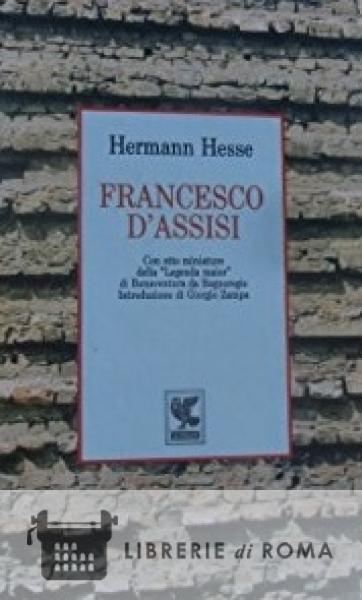 Hermann Hesse
FRANCESCO
D'ASSISI
Con otto miniature
della "Legenda maior"
di Bonaventura da Bagnoregio
Introduzione di Giorgio Zampa
LIBRERIE di ROMA